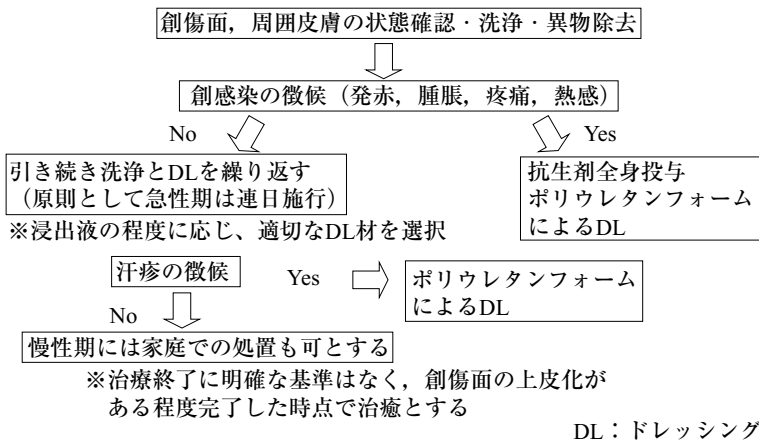 創傷面，周囲皮膚の状態確認・洗浄・異物除去
創感染の徴候（発赤，腫脹，疼痛，熱感）
No
Yes
引き続き洗浄とDLを繰り返す
（原則として急性期は連日施行）
抗生剤全身投与
ポリウレタンフォーム
によるDL
※浸出液の程度に応じ、適切なDL材を選択
汗疹の徴候
Yes
ポリウレタンフォーム
によるDL
No
慢性期には家庭での処置も可とする
※治療終了に明確な基準はなく，創傷面の上皮化が
ある程度完了した時点で治癒とする
DL：ドレッシング